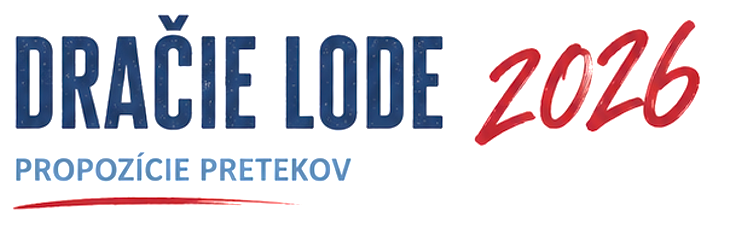 DRAČIE LODE 2026
PROPOZÍCIE PRETEKOV